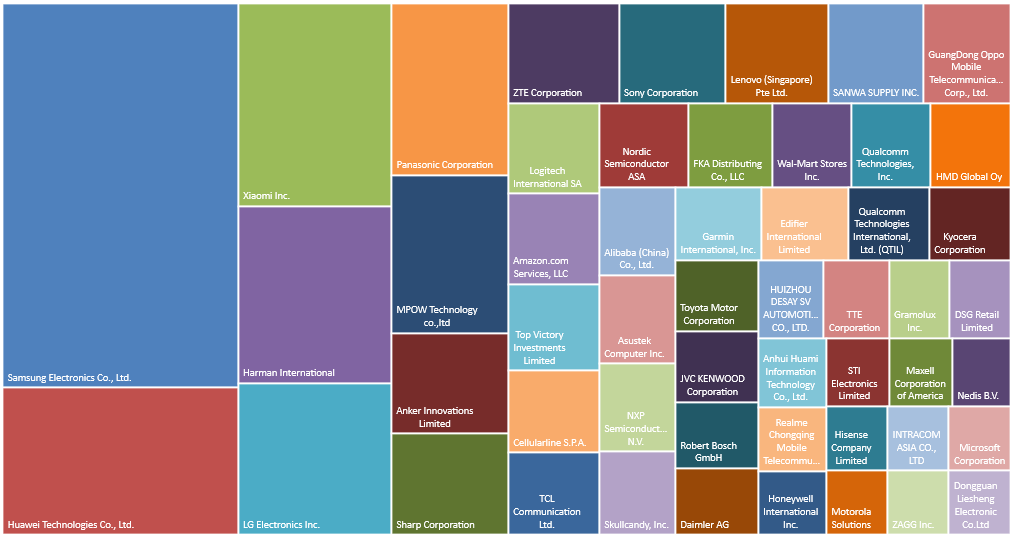 Samsung Electronics Co., Ltd.
Huawei Technologies Co., Ltd.
Xiaomi Inc.
Harman International
LG Electronics Inc.
Panasonic Corporation
MPOW Technology
co.,ltd
Anker Innovations
Limited
Sharp Corporation
ZTE Corporation
Sony Corporation
Lenovo (Singapore)
Pte Ltd.
SANWA SUPPLY INC.
GuangDong Oppo
Mobile
Telecommunica...
Corp., Ltd.
Logitech
International SA
Amazon.com
Services, LLC
Top Victory
Investments
Limited
Cellularline S.P.A.
TCL
Communication
Ltd.
Nordic
Semiconductor
ASA
FKA Distributing
Co., LLC
Wal-Mart Stores
Inc.
Qualcomm
Technologies,
Inc.
HMD Global Oy
Alibaba (China)
Co., Ltd.
Asustek
Computer Inc.
NXP
Semiconduct...
N.V.
Skullcandy, Inc.
Garmin
International, Inc.
Edifier
International
Limited
Qualcomm
Technologies
International,
Ltd. (QTIL)
Kyocera
Corporation
Toyota Motor
Corporation
JVC KENWOOD
Corporation
Robert Bosch
GmbH
Daimler AG
HUIZHOU
DESAY SV
AUTOMOTI...
CO., LTD.
TTE
Corporation
Gramolux
Inc.
DSG Retail
Limited
Anhui Huami
Information
Technology
Co., Ltd.
STI
Electronics
Limited
Maxell
Corporation
of America
Nedis B.V.
Realme
Chongqing
Mobile
Telecommu...
Hisense
Company
Limited
INTRACOM
ASIA CO.,
LTD
Microsoft
Corporation
Honeywell
International
Inc.
Motorola
Solutions
ZAGG Inc.
Dongguan
Liesheng
Electronic
Co.Ltd